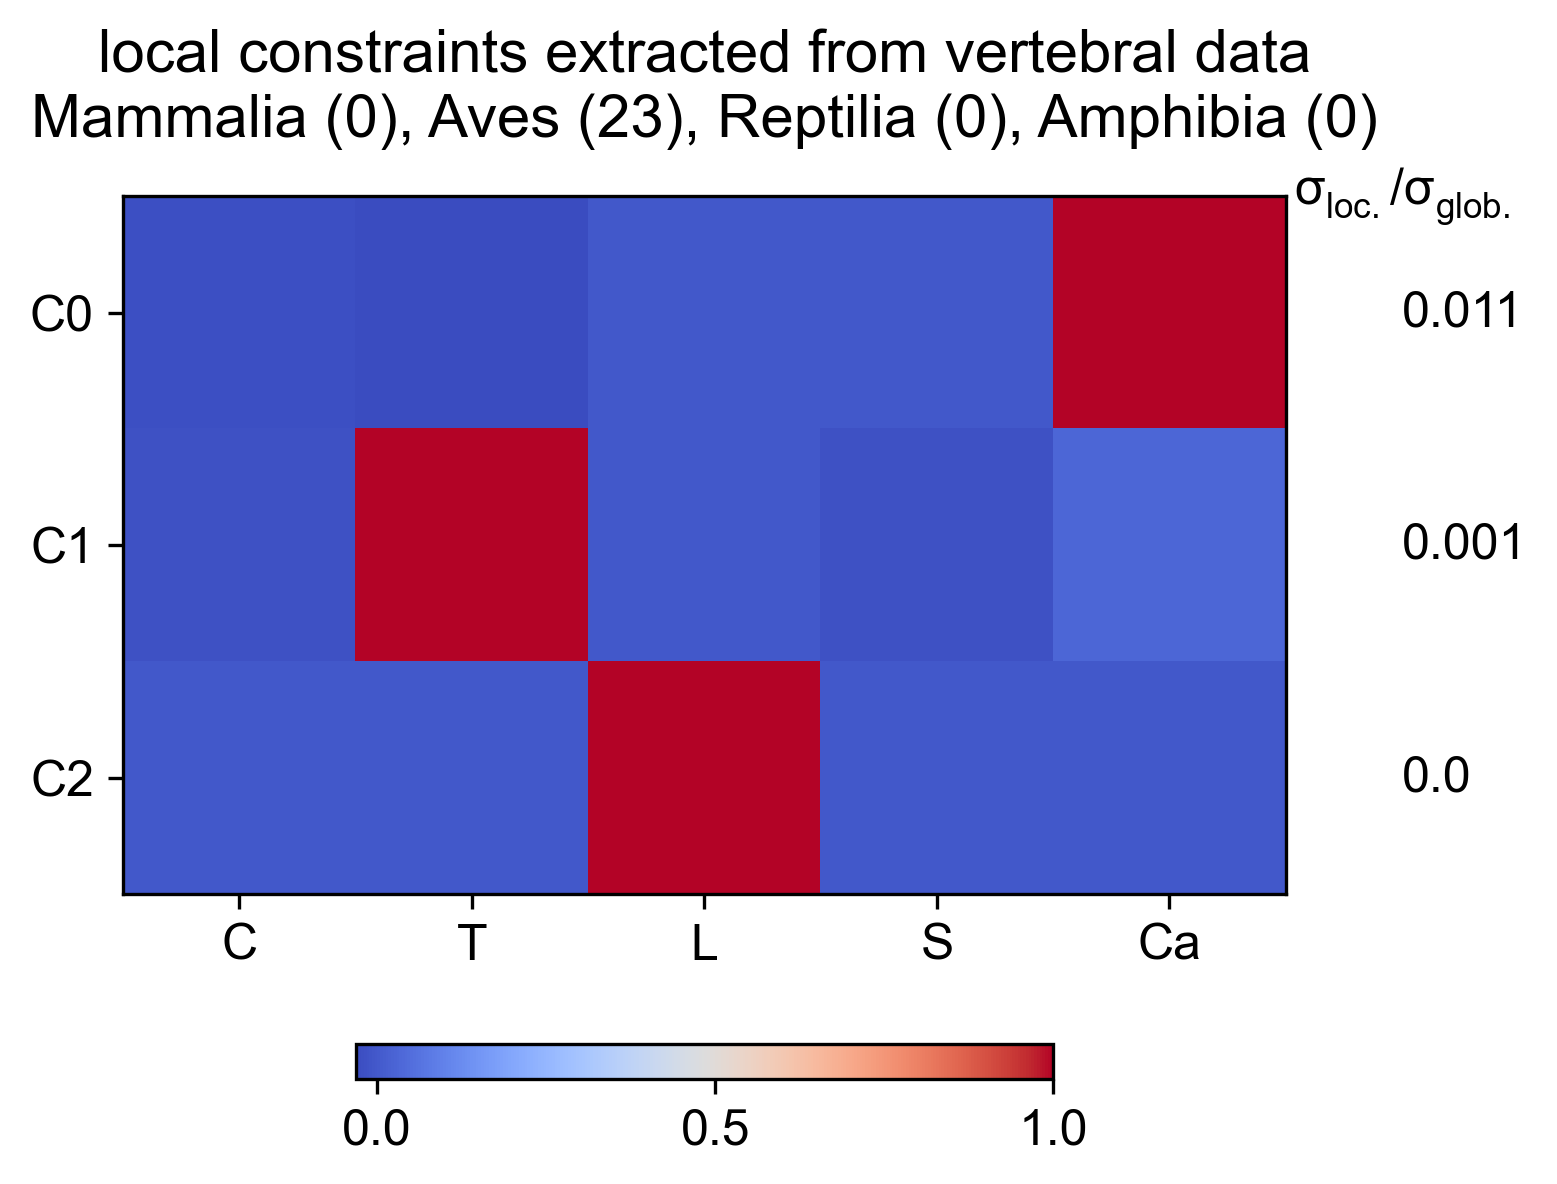 local constraints extracted from vertebral data
Mammalia (0), Aves (23), Reptilia (0), Amphibia (0)
σloc. /σglob.
C0 0.011
C1 0.001
C2 0.0
C T L S Ca
0.0 0.5 1.0